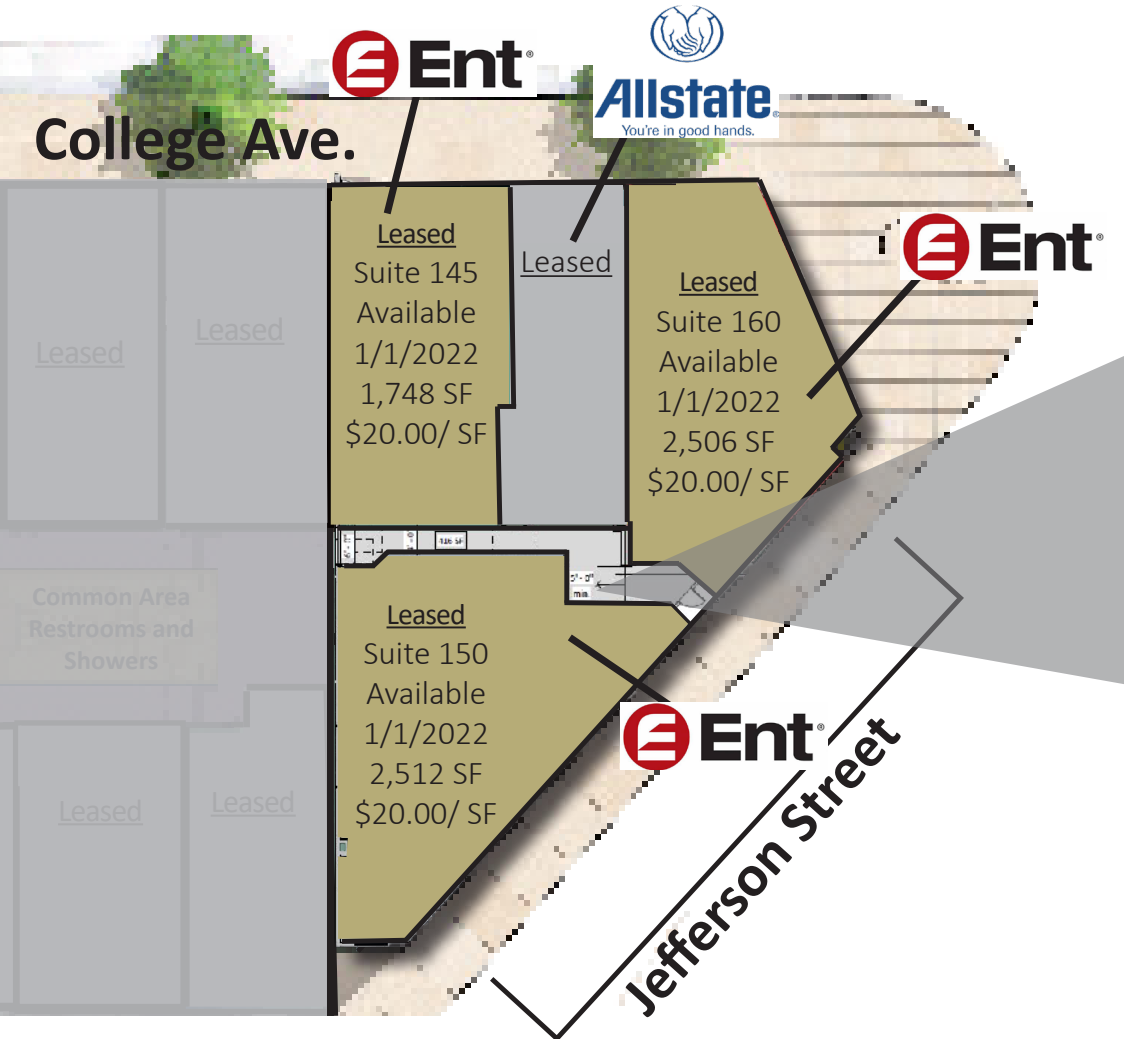 Ent®
Allstate®
You're in good hands.
College Ave.
Ent®
Leased
Suite 145
Available
1/1/2022
1,748 SF
$20.00/ SF
Leased
Leased
Suite 160
Available
1/1/2022
2,506 SF
$20.00/ SF
Leased
Leased
Common Area
Restrooms and
Showers
5' - 0"
min.
Leased
Suite 150
Available
1/1/2022
2,512 SF
$20.00/ SF
Ent®
Leased
Leased
Jefferson Street